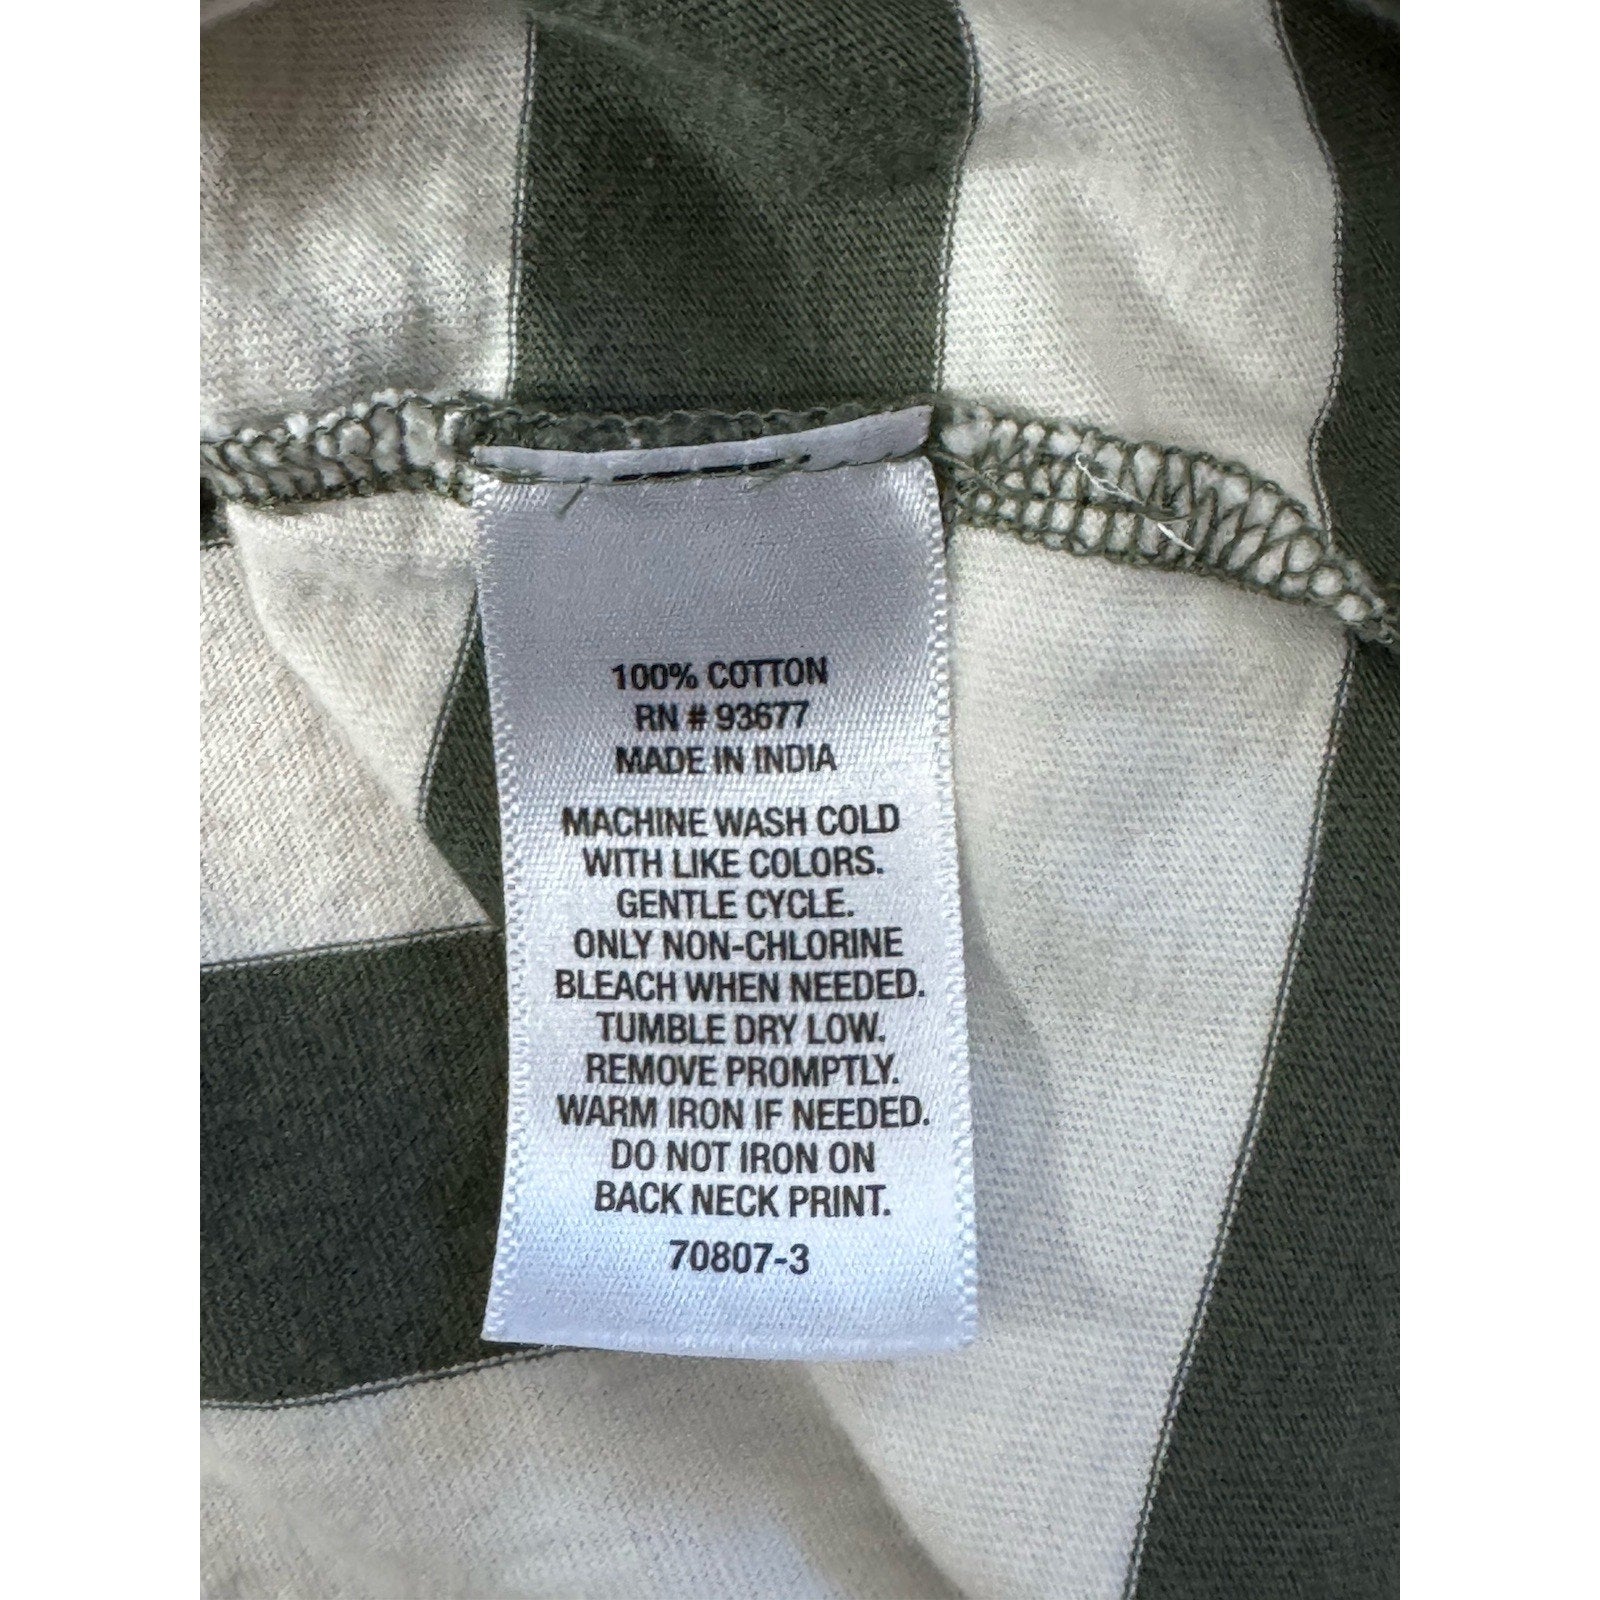 100% COTTON
RN # 93677
MADE IN INDIA
MACHINE WASH COLD
WITH LIKE COLORS.
GENTLE CYCLE.
ONLY NON-CHLORINE
BLEACH WHEN NEEDED.
TUMBLE DRY LOW.
REMOVE PROMPTLY.
WARM IRON IF NEEDED.
DO NOT IRON ON
BACK NECK PRINT.
70807-3